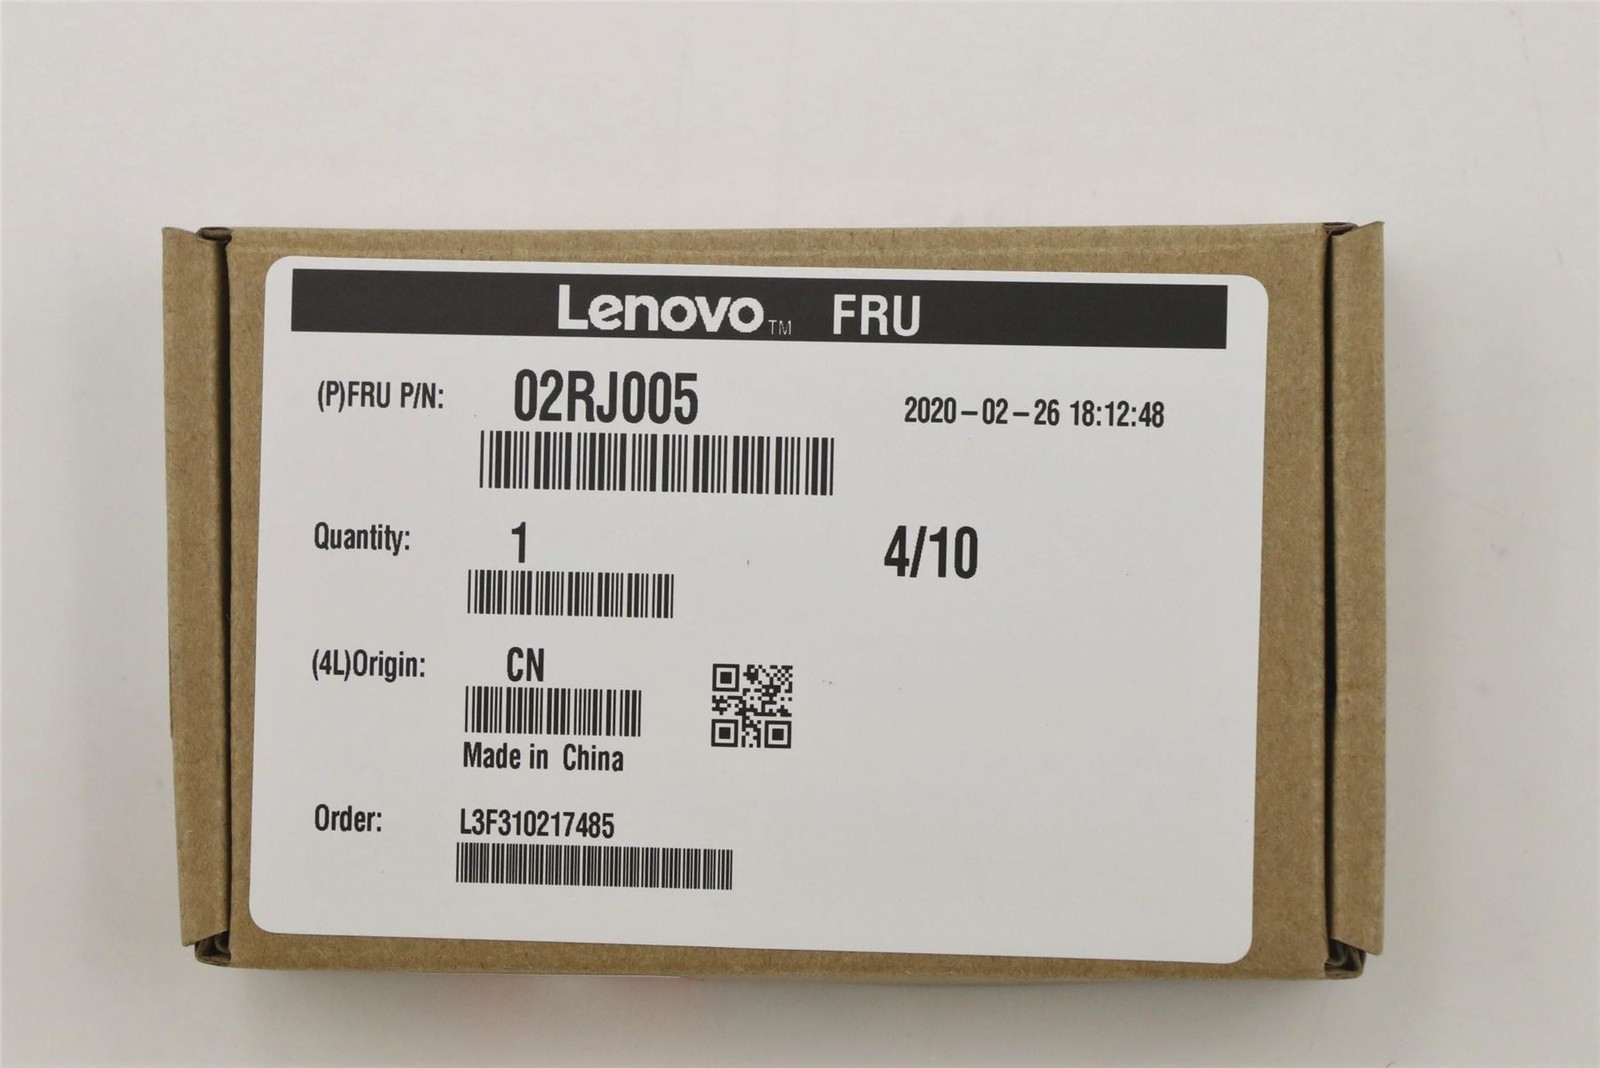 Lenovo™ FRU
(P)FRU P/N: 02RJ005 2020-02-26 18:12:48
Quantity: 1 4/10
(4L)Origin: CN
Made in China
Order: L3F310217485